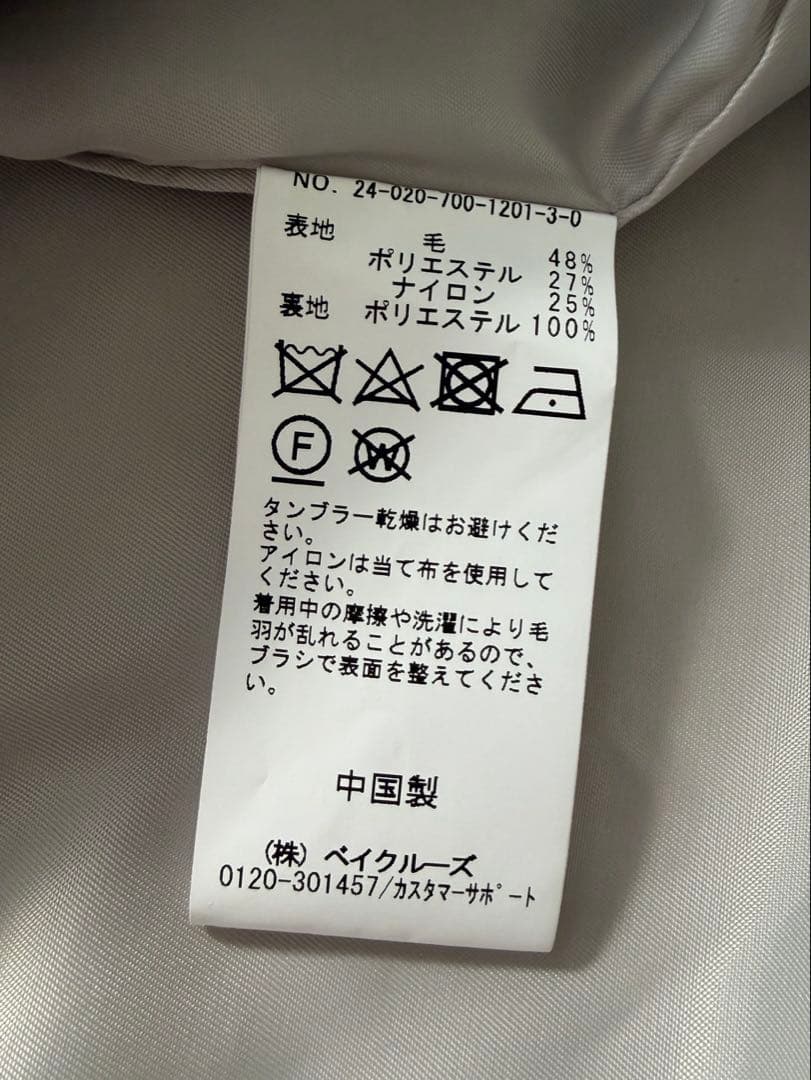 NO. 24-020-700-1201-3-0
表地 毛 48%
ポリエステル 27%
ナイロン 25%
裏地 ポリエステル 100%
F W
タンブラー乾燥はお避けくだ
さい。
アイロンは当て布を使用して
ください。
着用中の摩擦や洗濯により毛
羽が乱れることがあるので、
ブラシで表面を整えてくださ
い。
中国製
(株) ベイクルーズ
0120-301457/カスタマーサポート